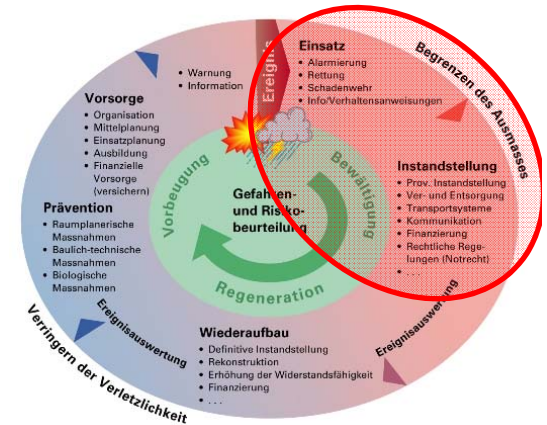 Ereignis
Einsatz
• Alarmierung
• Rettung
• Schadenwehr
• Info/Verhaltensanweisungen
Begrenzen des Ausmasses
• Warnung
• Information
Vorsorge
• Organisation
• Mittelplanung
• Einsatzplanung
• Ausbildung
• Finanzielle
Vorsorge
(versichern)
Instandstellung
• Prov. Instandstellung
• Ver- und Entsorgung
• Transportsysteme
• Kommunikation
• Finanzierung
• Rechtliche Rege-
lungen (Notrecht)
• . . .
Vorbeugung
Bewältigung
Regeneration
Gefahren-
und Risiko-
beurteilung
Prävention
• Raumplanerische
Massnahmen
• Baulich-technische
Massnahmen
• Biologische
Massnahmen
Ereignisauswertung
Ereignisauswertung
Verringern der Verletzlichkeit
Wiederaufbau
• Definitive Instandstellung
• Rekonstruktion
• Erhöhung der Widerstandsfähigkeit
• Finanzierung
• . . .